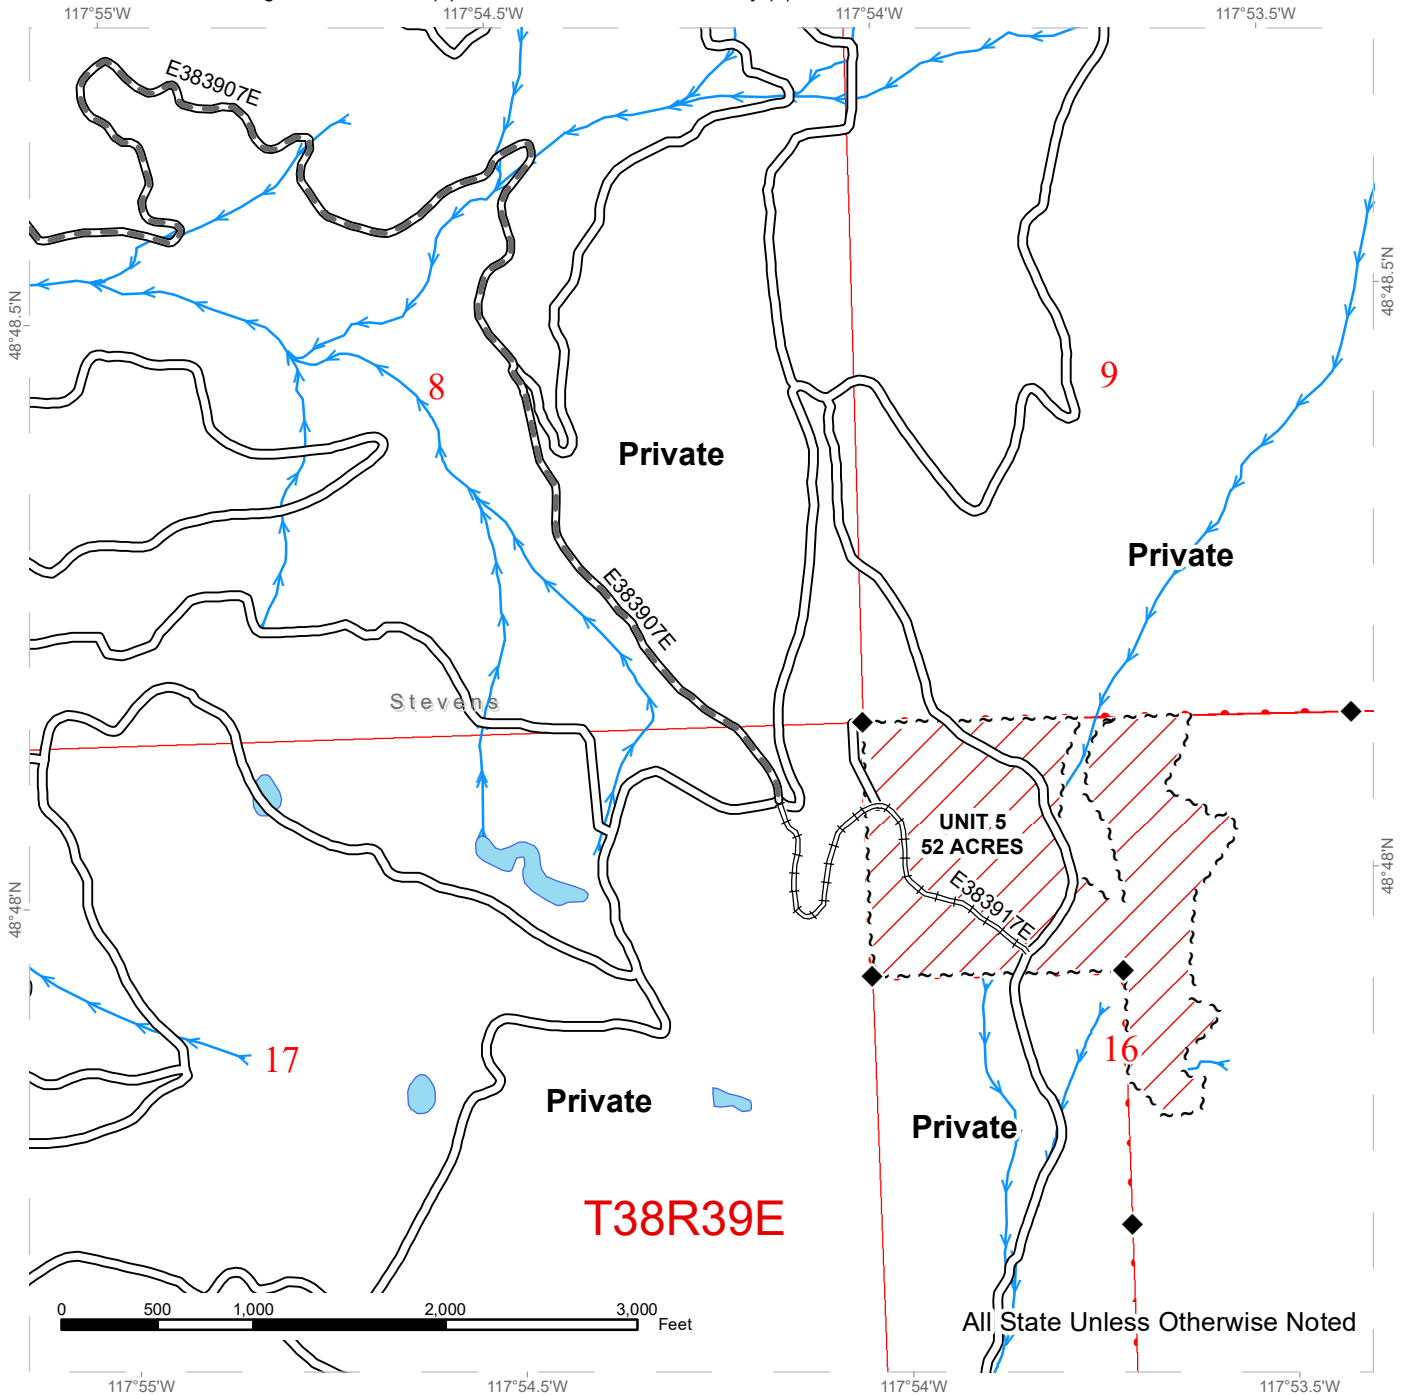 117°55'W
117°54.5'W
117°54'W
117°53.5'W
E383907E
48°48.5'N
48°48.5'N
8
9
Private
Private
E383907E
Stevens
UNIT 5
52 ACRES
48°48'N
48°48'N
E383917E
17
16
Private
Private
T38R39E
0
500
1,000
2,000
3,000
Feet
All State Unless Otherwise Noted
117°55'W
117°54.5'W
117°54'W
117°53.5'W